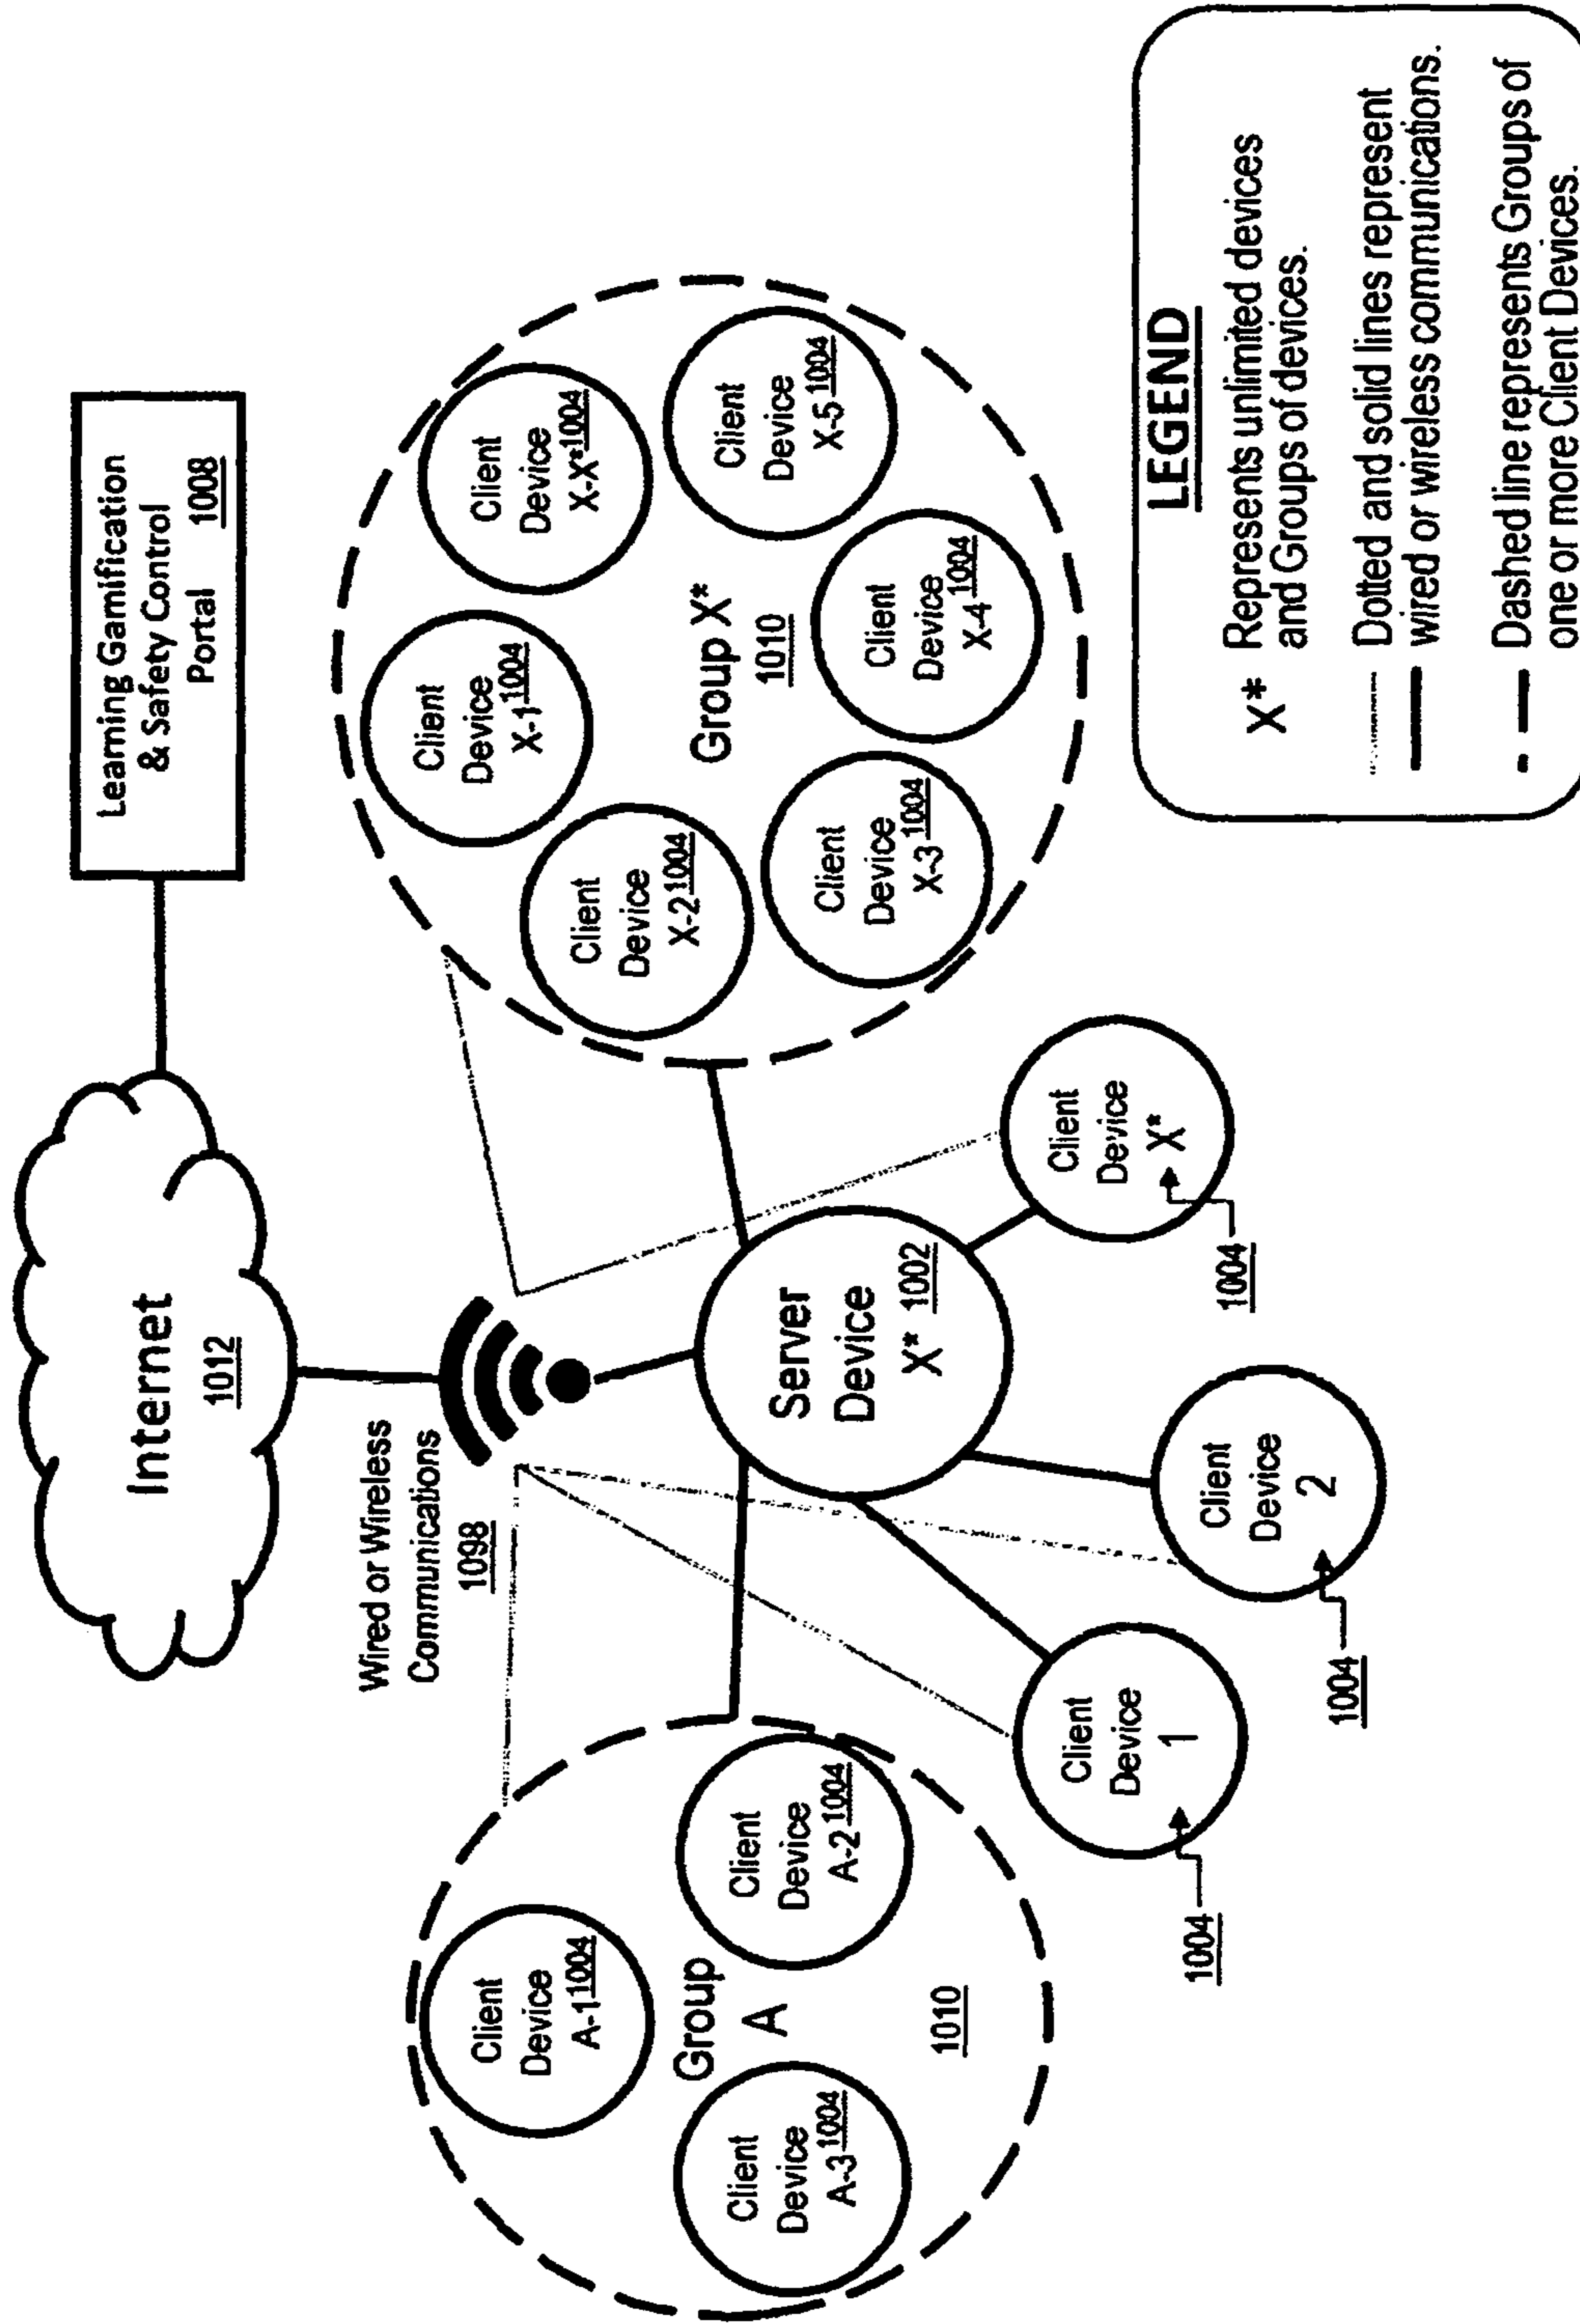 Internet
1012
Learning Gamification
& Safety Control
Portal 1008
Wired or Wireless
Communications
1098
Client
Device
A-1 1004
Group
A
1010
Client
Device
A-2 1004
Client
Device
A-3 1004
Server
Device
X* 1002
Client
Device
X-1 1004
Client
Device
X-X* 1004
Client
Device
X-2 1004
Group X*
1010
Client
Device
X-5 1004
Client
Device
X-3 1004
Client
Device
X-4 1004
Client
Device
1
1004
Client
Device
2
1004
Client
Device
X*
1004
LEGEND
X* Represents unlimited devices
and Groups of devices.
Dotted and solid lines represent
wired or wireless communications.
Dashed line represents Groups of
one or more Client Devices.